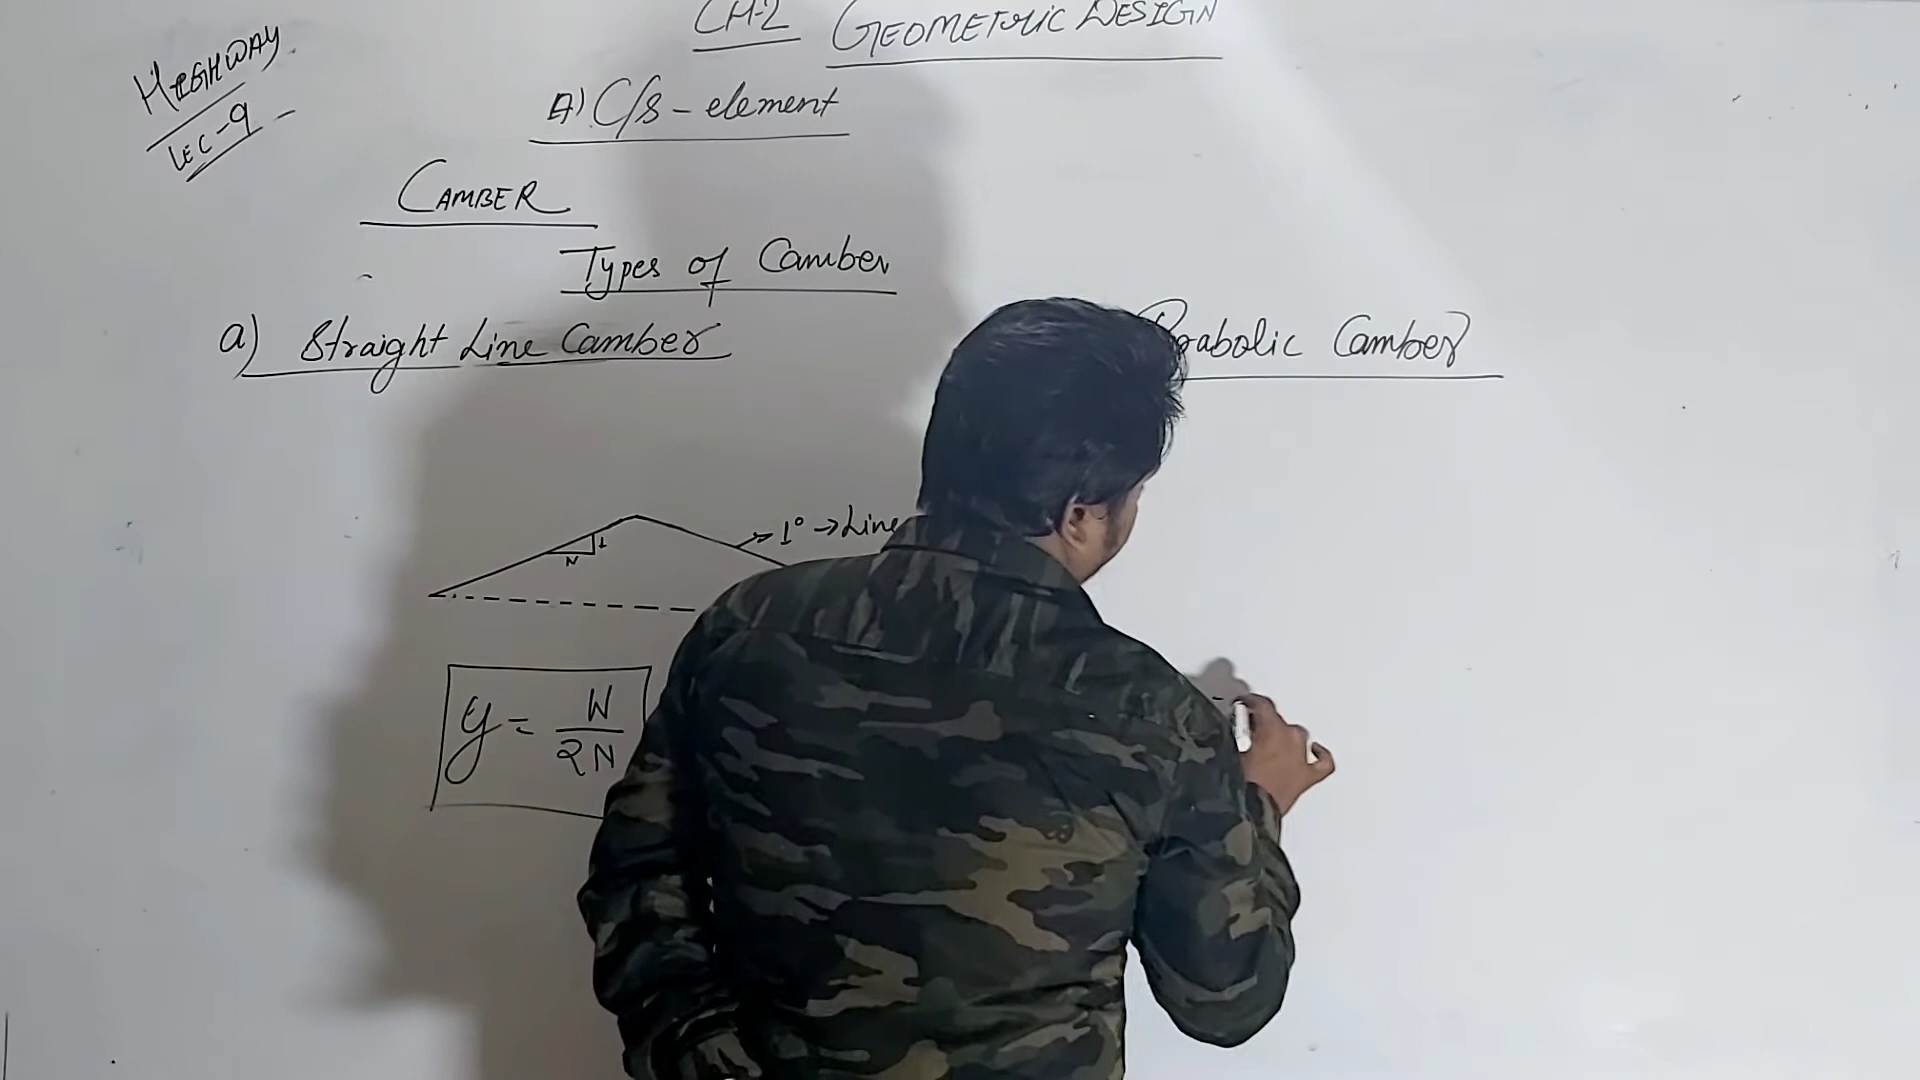 CH-2 GEOMETRIC DESIGN
HIGHWAY
LEC-9
A) C/s - element
CAMBER
Types of Camber
a) Straight Line Camber
Parabolic Camber
1° → Line
1
N
y = W / 2N